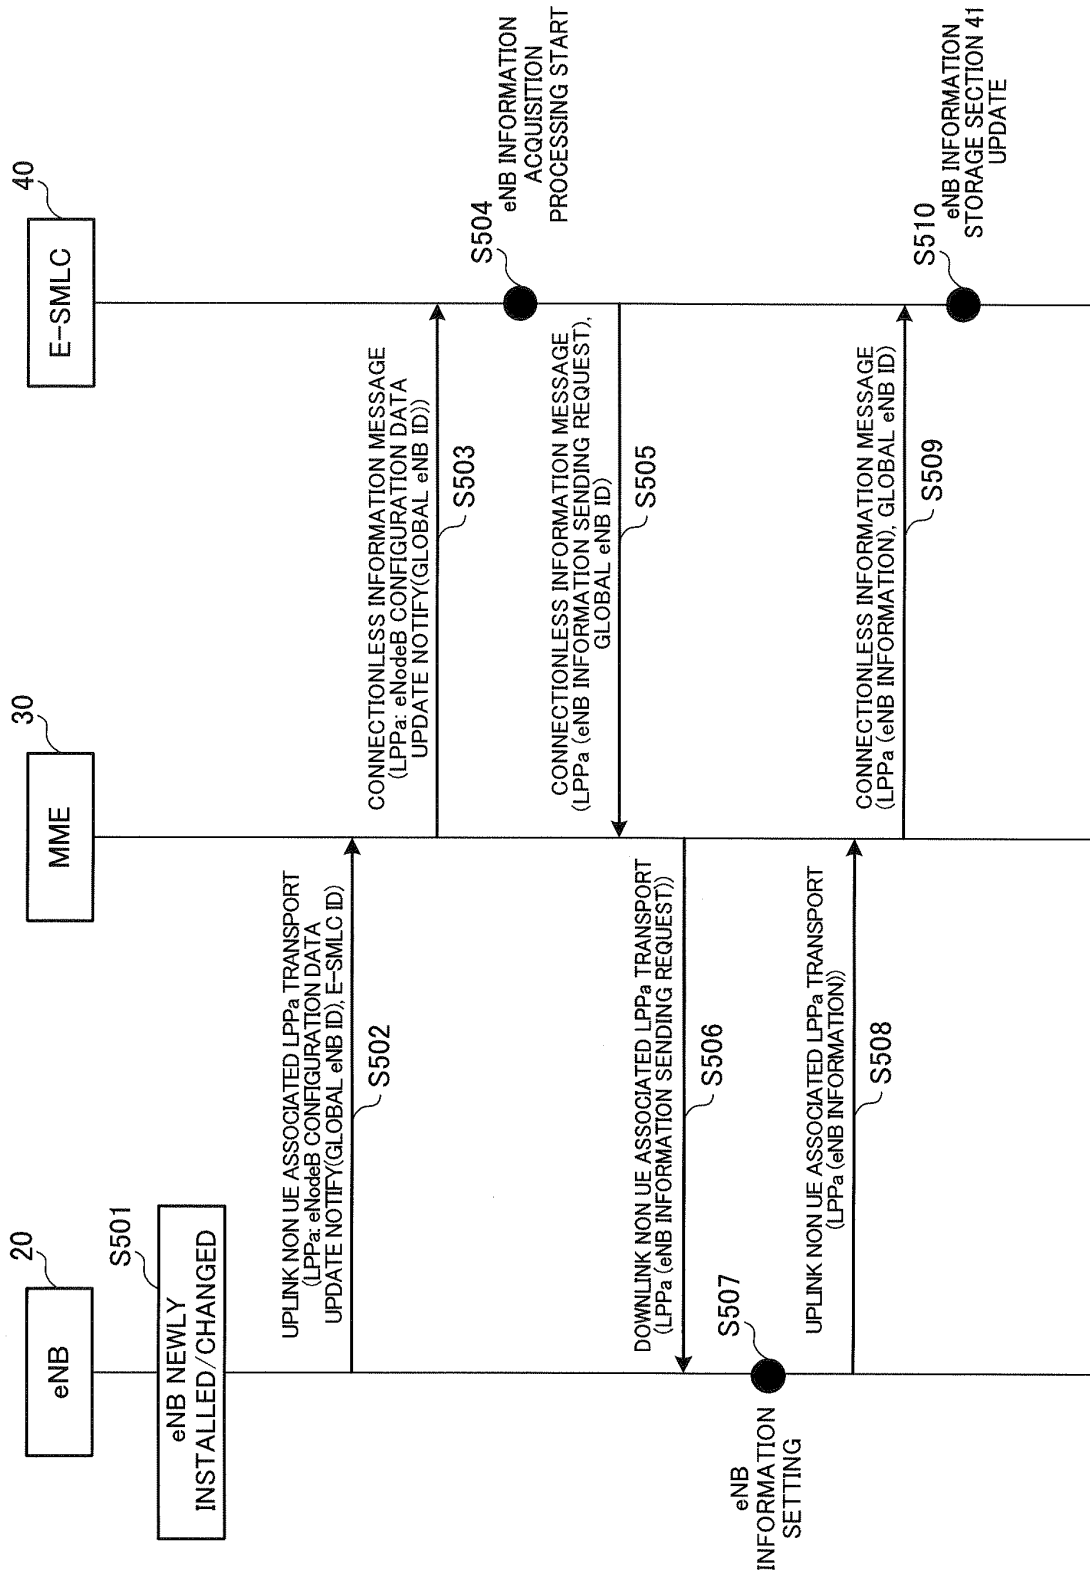 eNB
20
MME
30
E-SMLC
40
eNB NEWLY
INSTALLED/CHANGED
S501
UPLINK NON UE ASSOCIATED LPPa TRANSPORT
(LPPa: eNodeB CONFIGURATION DATA
UPDATE NOTIFY(GLOBAL eNB ID), E-SMLC ID)
S502
CONNECTIONLESS INFORMATION MESSAGE
(LPPa: eNodeB CONFIGURATION DATA
UPDATE NOTIFY(GLOBAL eNB ID))
S503
S504
eNB INFORMATION
ACQUISITION
PROCESSING START
CONNECTIONLESS INFORMATION MESSAGE
(LPPa (eNB INFORMATION SENDING REQUEST),
GLOBAL eNB ID)
S505
DOWNLINK NON UE ASSOCIATED LPPa TRANSPORT
(LPPa (eNB INFORMATION SENDING REQUEST))
S506
S507
eNB
INFORMATION
SETTING
UPLINK NON UE ASSOCIATED LPPa TRANSPORT
(LPPa (eNB INFORMATION))
S508
CONNECTIONLESS INFORMATION MESSAGE
(LPPa (eNB INFORMATION), GLOBAL eNB ID)
S509
S510
eNB INFORMATION
STORAGE SECTION 41
UPDATE